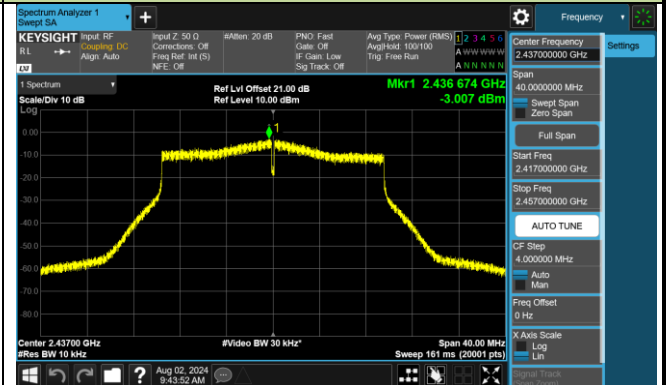 Spectrum Analyzer 1
Swept SA
+
Frequency
KEYSIGHT
RL
Input: RF
Coupling: DC
Align: Auto
Input Z: 50 Ω
Corrections: Off
Freq Ref: Int (S)
NFE: Off
#Atten: 20 dB
PNO: Fast
Gate: Off
IF Gain: Low
Sig Track: Off
Avg Type: Power (RMS)
Avg|Hold: 100/100
Trig: Free Run
1 2 3 4 5 6
A W W W W W
A N N N N N
1 Spectrum
Scale/Div 10 dB
Log
Ref Lvl Offset 21.00 dB
Ref Level 10.00 dBm
Mkr1 2.436 674 GHz
-3.007 dBm
1
0.00
-10.0
-20.0
-30.0
-40.0
-50.0
-60.0
-70.0
-80.0
Center 2.43700 GHz
#Res BW 10 kHz
#Video BW 30 kHz*
Span 40.00 MHz
Sweep 161 ms (20001 pts)
?
Aug 02, 2024
9:43:52 AM
Center Frequency
2.437000000 GHz
Settings
Span
40.0000000 MHz
Swept Span
Zero Span
Full Span
Start Freq
2.417000000 GHz
Stop Freq
2.457000000 GHz
AUTO TUNE
CF Step
4.000000 MHz
Auto
Man
Freq Offset
0 Hz
X Axis Scale
Log
Lin
Signal Track